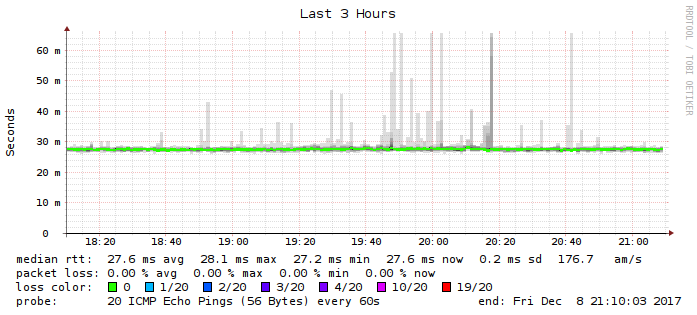 Last 3 Hours
RRDTOOL / TOBI OETIKER
Seconds
60 m
50 m
40 m
30 m
20 m
10 m
0
18:20 18:40 19:00 19:20 19:40 20:00 20:20 20:40 21:00
median rtt: 27.6 ms avg 28.1 ms max 27.2 ms min 27.6 ms now 0.2 ms sd 176.7 am/s
packet loss: 0.00 % avg 0.00 % max 0.00 % min 0.00 % now
loss color: 0 1/20 2/20 3/20 4/20 10/20 19/20
probe: 20 ICMP Echo Pings (56 Bytes) every 60s end: Fri Dec 8 21:10:03 2017